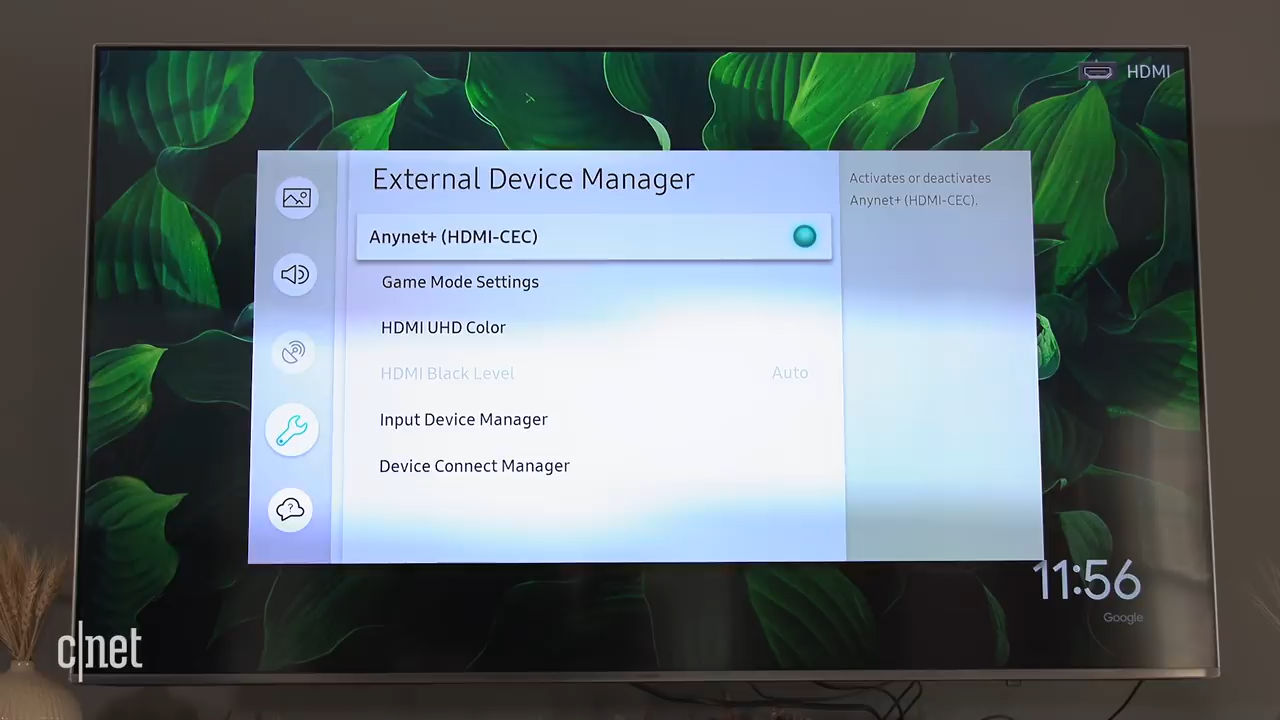 HDMI
External Device Manager
Activates or deactivates
Anynet+ (HDMI-CEC).
Anynet+ (HDMI-CEC)
Game Mode Settings
HDMI UHD Color
HDMI Black Level Auto
Input Device Manager
Device Connect Manager
?
11:56
Google
c|net